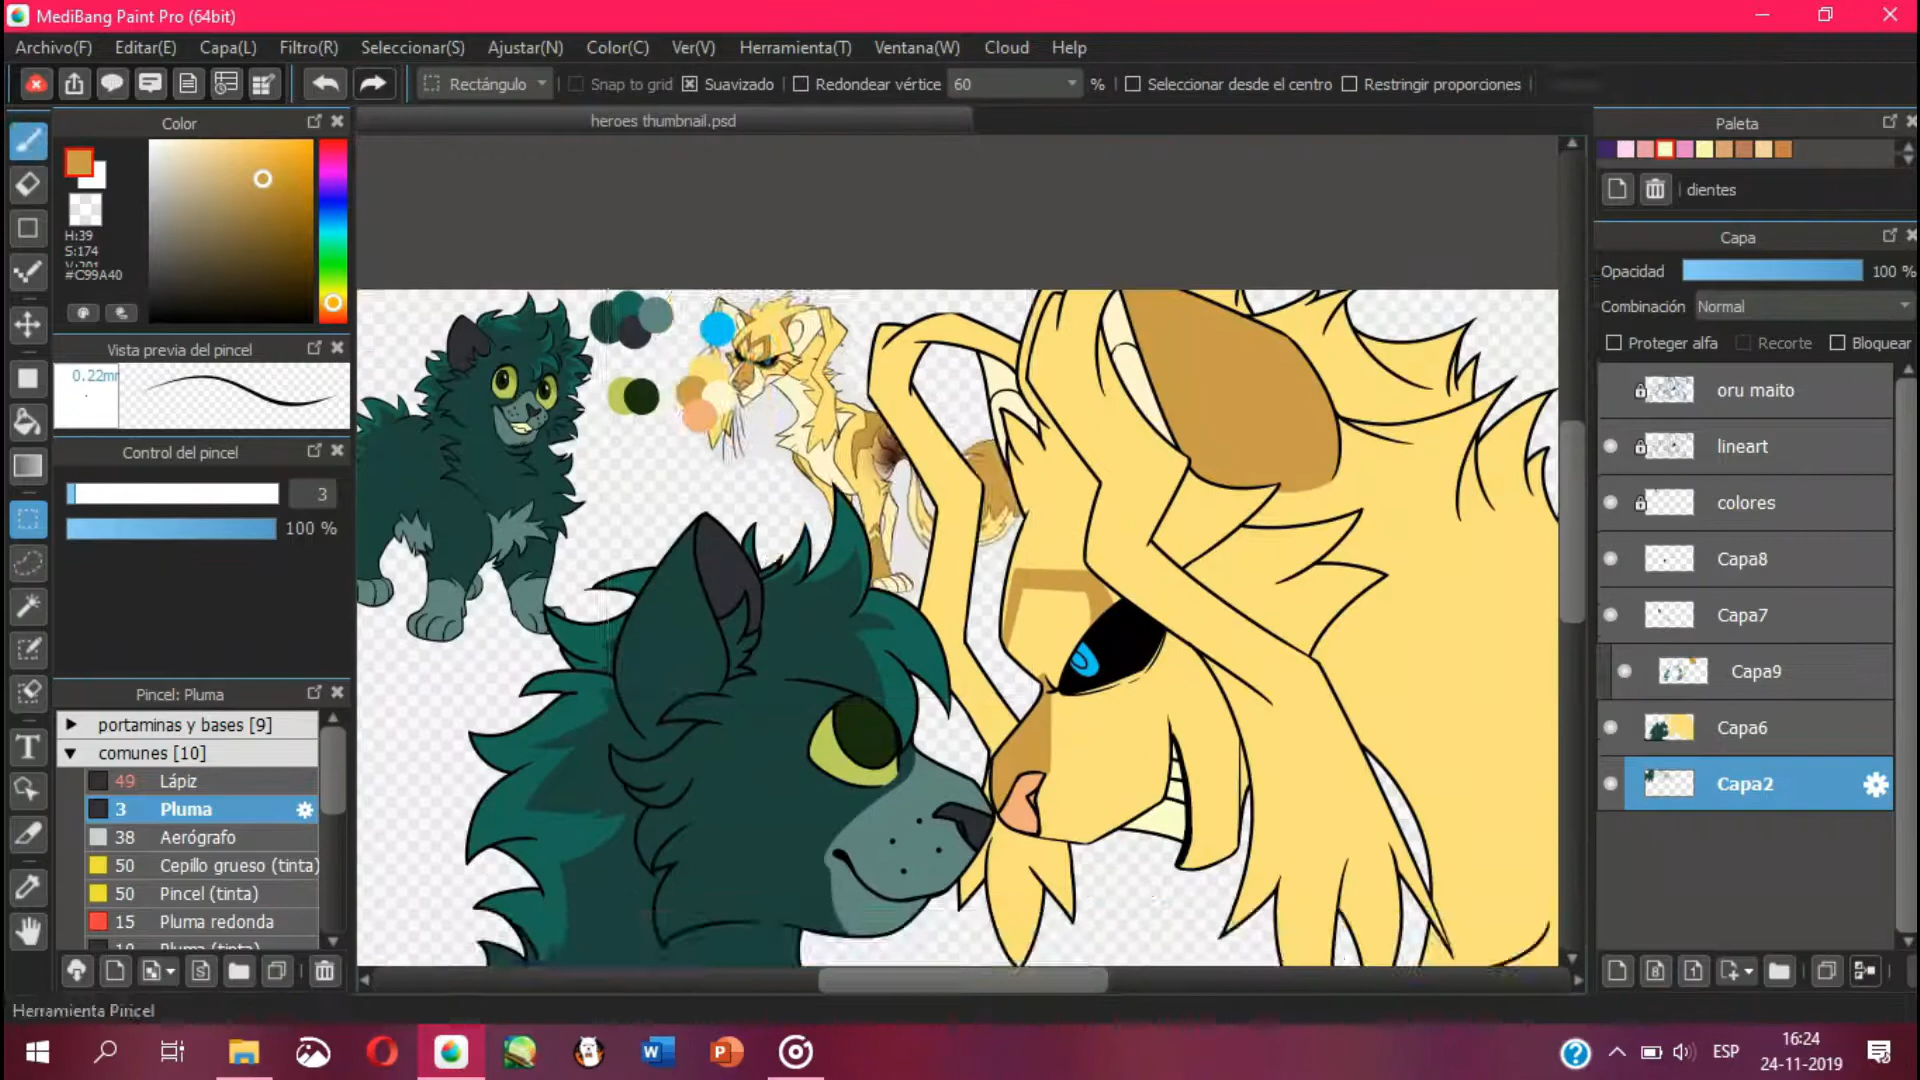 MediBang Paint Pro (64bit)
Archivo(F) Editar(E) Capa(L) Filtro(R) Seleccionar(S) Ajustar(N) Color(C) Ver(V) Herramienta(T) Ventana(W) Cloud Help
Rectángulo Snap to grid Suavizado Redondear vértice 60 % Seleccionar desde el centro Restringir proporciones
Color
heroes thumbnail.psd
Paleta
dientes
H:39
S:174
#C99A40
Capa
Opacidad 100 %
Combinación Normal
Proteger alfa Recorte Bloquear
Vista previa del pincel
0.22m
Control del pincel
3
100 %
oru maito
lineart
colores
Capa8
Capa7
Capa9
Capa6
Capa2
Pincel: Pluma
portaminas y bases [9]
comunes [10]
49 Lápiz
3 Pluma
38 Aerógrafo
50 Cepillo grueso (tinta)
50 Pincel (tinta)
15 Pluma redonda
Pluma (tinta)
Herramienta Pincel
ESP
16:24
24-11-2019